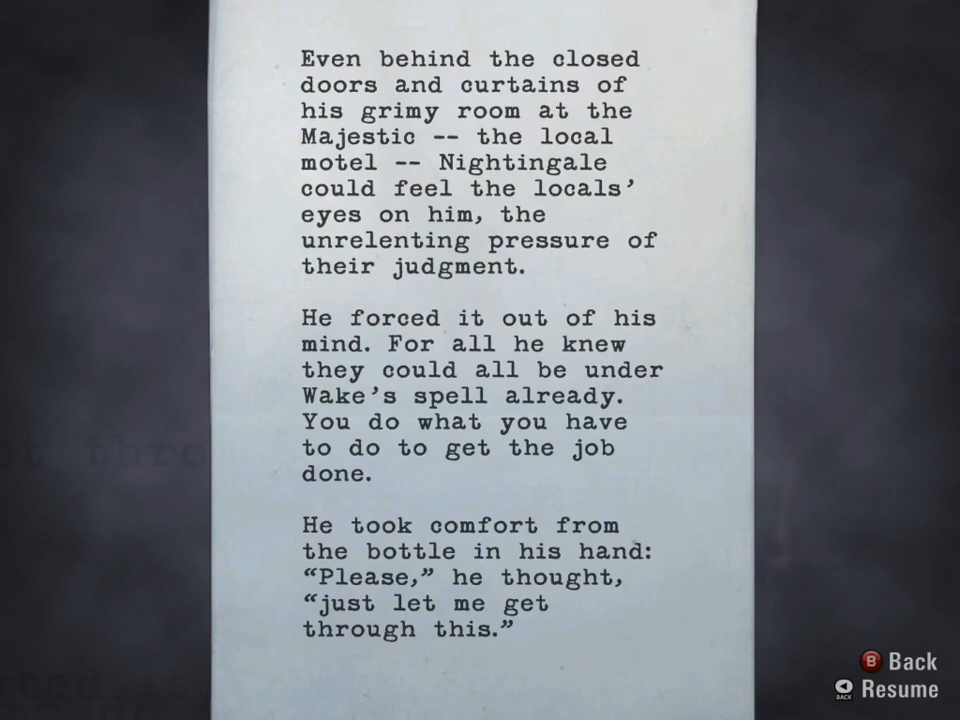 Even behind the closed
doors and curtains of
his grimy room at the
Majestic -- the local
motel -- Nightingale
could feel the locals’
eyes on him, the
unrelenting pressure of
their judgment.
He forced it out of his
mind. For all he knew
they could all be under
Wake’s spell already.
You do what you have
to do to get the job
done.
He took comfort from
the bottle in his hand:
“Please,” he thought,
“just let me get
through this.”
B Back
BACK Resume